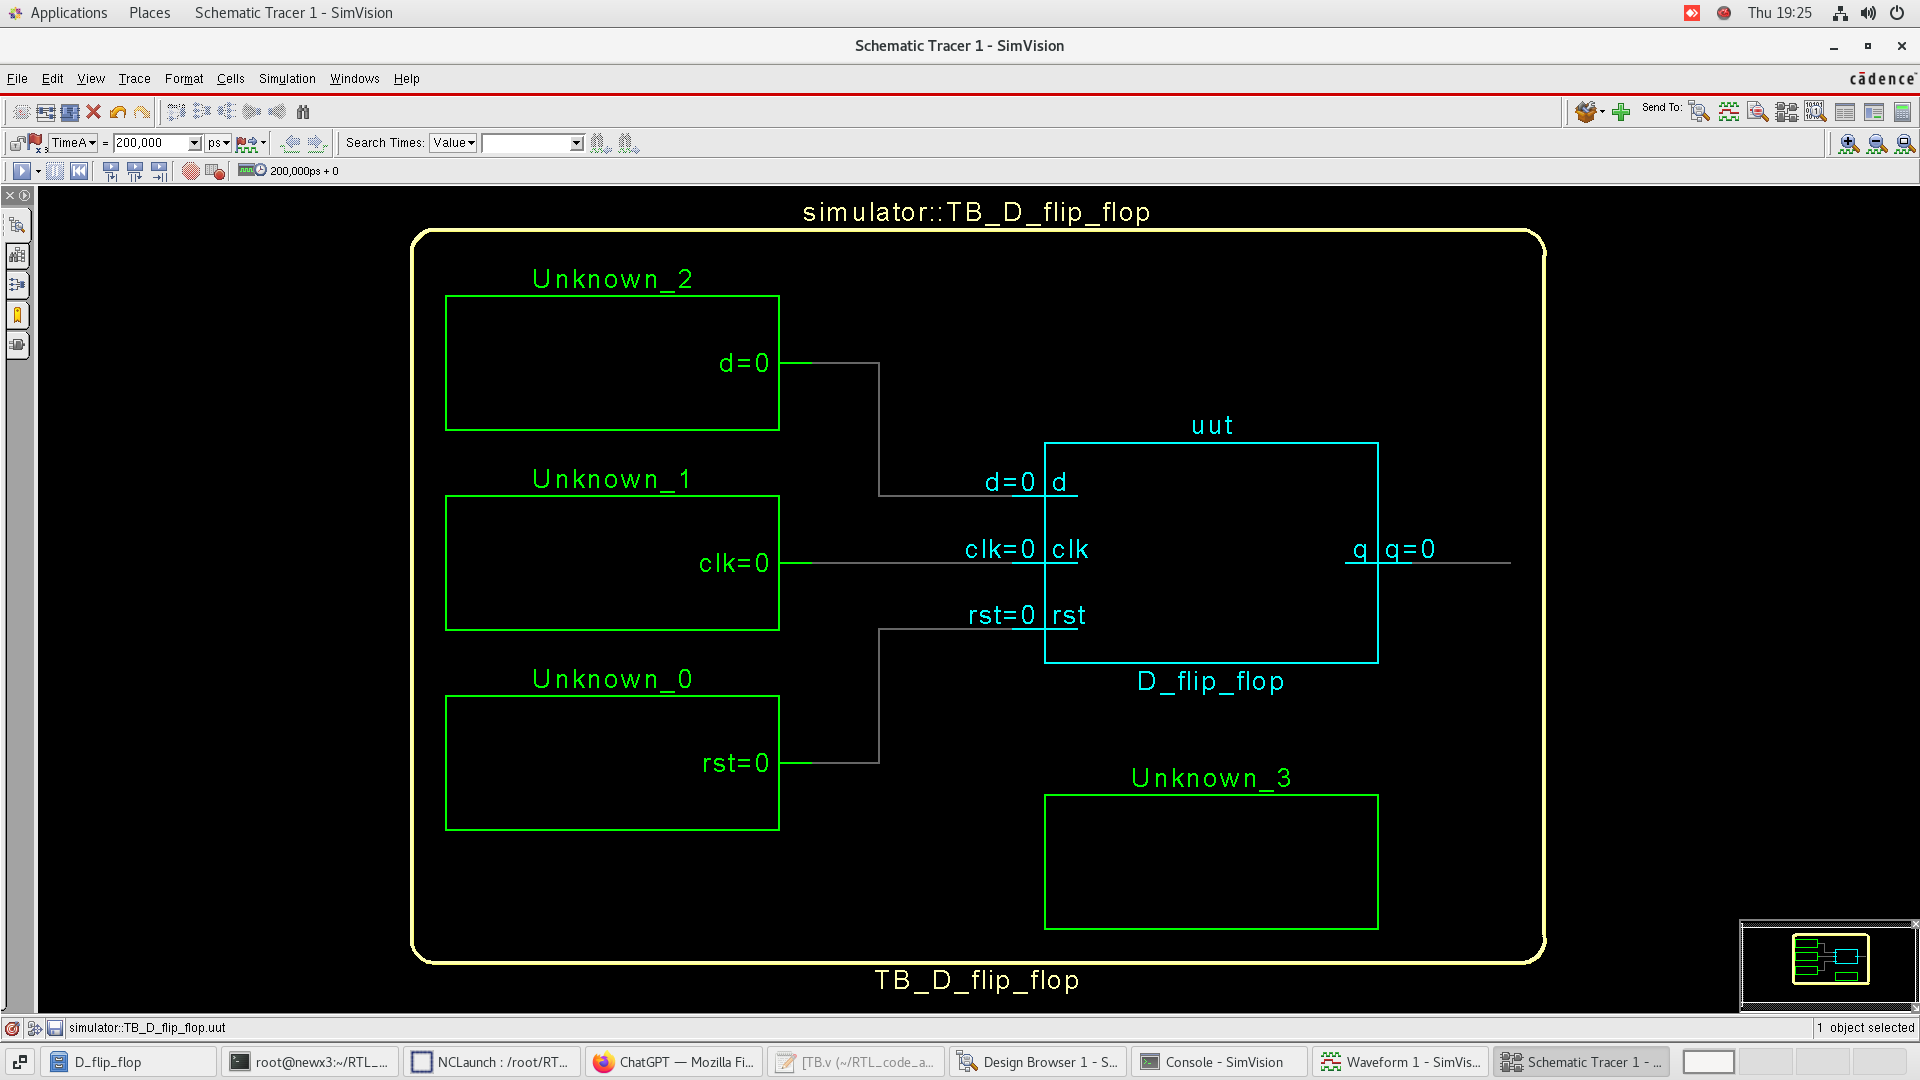 Applications Places Schematic Tracer 1 - SimVision Thu 19:25
Schematic Tracer 1 - SimVision
File Edit View Trace Format Cells Simulation Windows Help cādence
Send To:
TimeA = 200,000 ps Search Times: Value
200,000ps + 0
simulator::TB_D_flip_flop
Unknown_2
d=0
uut
Unknown_1
d=0 d
clk=0
clk=0 clk
q q=0
rst=0 rst
Unknown_0
D_flip_flop
rst=0
Unknown_3
TB_D_flip_flop
simulator::TB_D_flip_flop.uut 1 object selected
D_flip_flop root@newx3:~/RTL_... NCLaunch : /root/RT... ChatGPT — Mozilla Fi... [TB.v (~/RTL_code_a... Design Browser 1 - S... Console - SimVision Waveform 1 - SimVis... Schematic Tracer 1 - ...